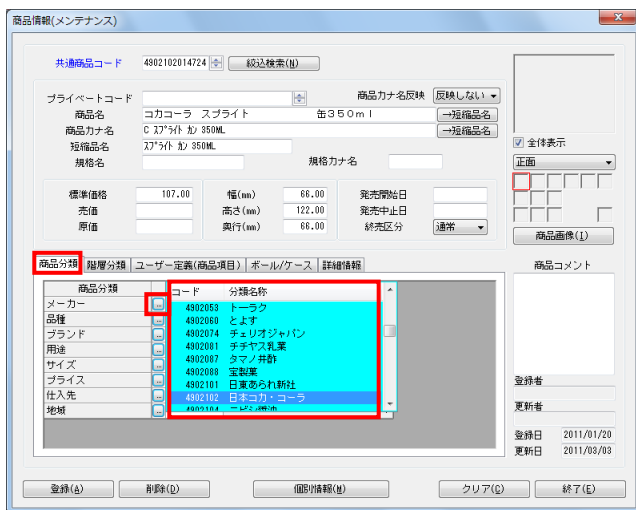 商品情報(メンテナンス)
共通商品コード 4902102014724 絞込検索(N)
プライベートコード 商品カナ名反映 反映しない
商品名 コカコーラ スプライト 缶350ml →短縮品名
商品カナ名 C スプライト カン 350ML →短縮品名
短縮品名 スプライト カン 350ML
規格名 規格カナ名
全体表示
正面
標準価格 107.00 幅(mm) 66.00 発売開始日
売価 高さ(mm) 122.00 発売中止日
原価 奥行(mm) 66.00 終売区分 通常
商品画像(I)
商品分類 階層分類 ユーザー定義(商品項目) ボール/ケース 詳細情報
商品コメント
商品分類 コード 分類名称
メーカー ... 4902053 トーラク
品種 ... 4902060 とよす
ブランド ... 4902074 チェリオジャパン
用途 ... 4902081 チチヤス乳業
サイズ ... 4902087 タマノ井酢
プライス ... 4902088 宝製菓
仕入先 ... 4902101 日東あられ新社
地域 ... 4902102 日本コカ・コーラ
4902104 ニビシ醤油
登録者
更新者
登録日 2011/01/20
更新日 2011/03/03
登録(A) 削除(D) 個別情報(M) クリア(C) 終了(E)